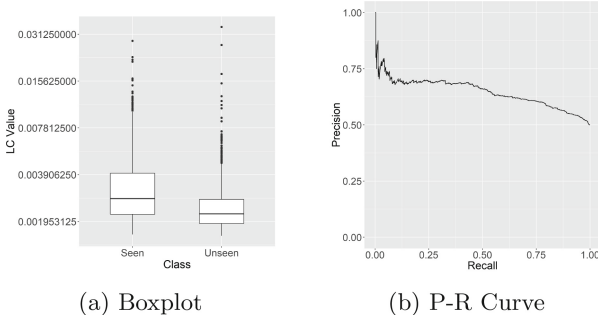 0.031250000
0.015625000
0.007812500
0.003906250
0.001953125
LC Value
Seen
Unseen
Class
(a) Boxplot
1.00
0.75
0.50
0.25
0.00
Precision
0.00
0.25
0.50
0.75
1.00
Recall
(b) P-R Curve